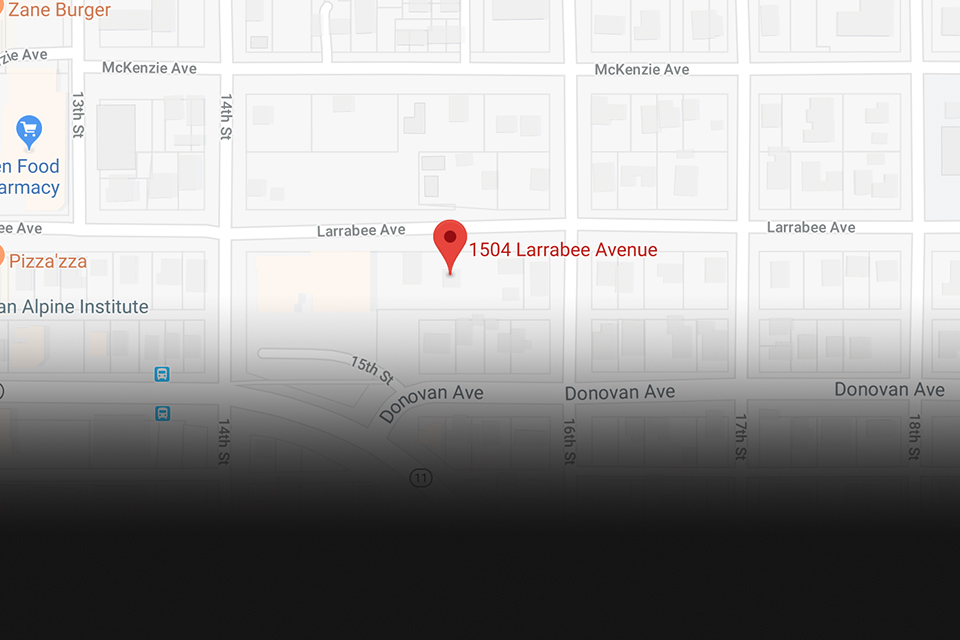 Zane Burger
zie Ave
McKenzie Ave
McKenzie Ave
13th St
14th St
en Food
armacy
ee Ave
Larrabee Ave
Larrabee Ave
1504 Larrabee Avenue
Pizza'zza
an Alpine Institute
15th St
Donovan Ave
Donovan Ave
Donovan Ave
14th St
16th St
17th St
18th St
11